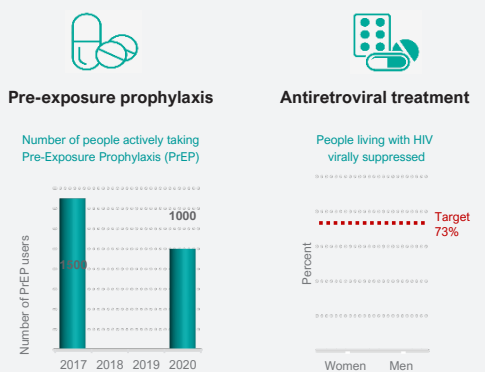 Pre-exposure prophylaxis
Number of people actively taking
Pre-Exposure Prophylaxis (PrEP)
Number of PrEP users
1500
1000
2017 2018 2019 2020
Antiretroviral treatment
People living with HIV
virally suppressed
Percent
Target
73%
Women Men